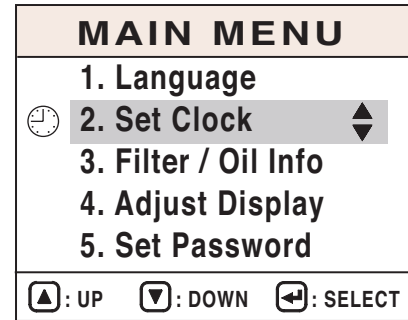 MAIN MENU
1. Language
2. Set Clock
3. Filter / Oil Info
4. Adjust Display
5. Set Password
: UP : DOWN : SELECT